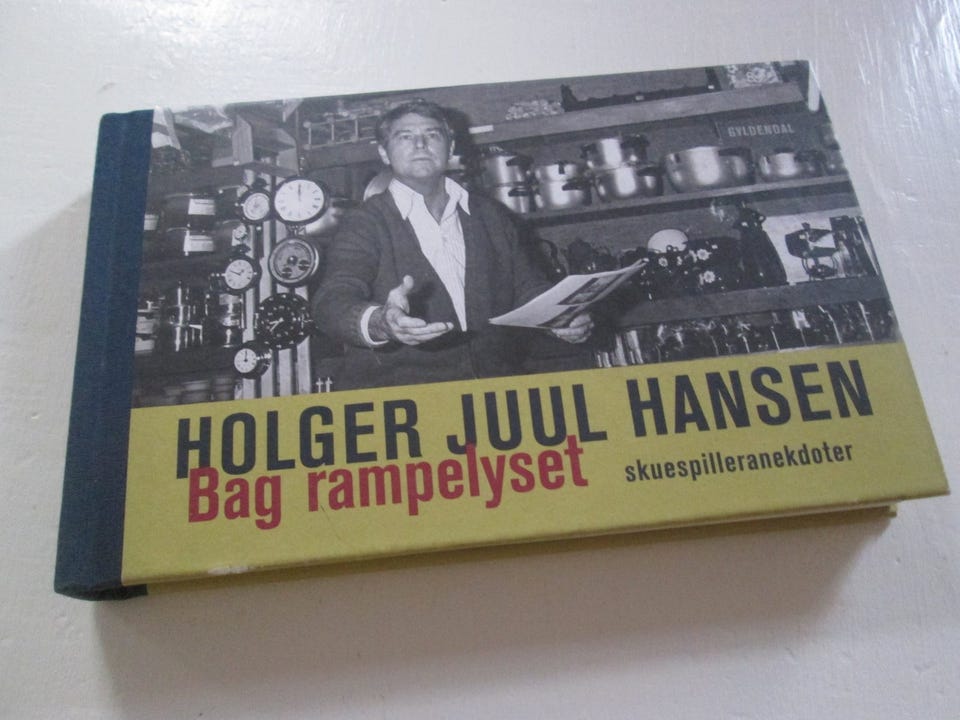 GYLDENDAL
HOLGER JUUL HANSEN
Bag rampelyset
skuespilleranekdoter